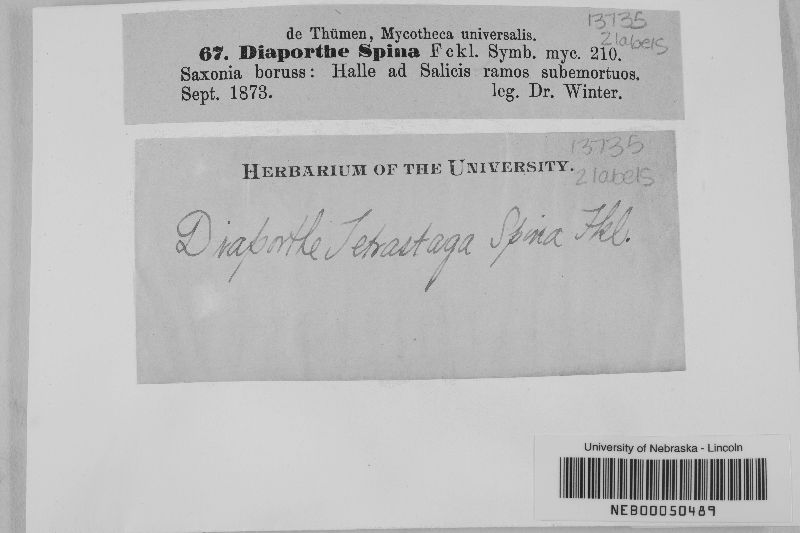 de Thümen, Mycotheca universalis.
13735
2 labels
67. Diaporthe Spina Fckl. Symb. myc. 210.
Saxonia boruss: Halle ad Salicis ramos subemortuos.
Sept. 1873. leg. Dr. Winter.
13735
2 labels
HERBARIUM OF THE UNIVERSITY.
Diaporthe Tetrastaga Spina Fkl.
University of Nebraska - Lincoln
NEB00050489